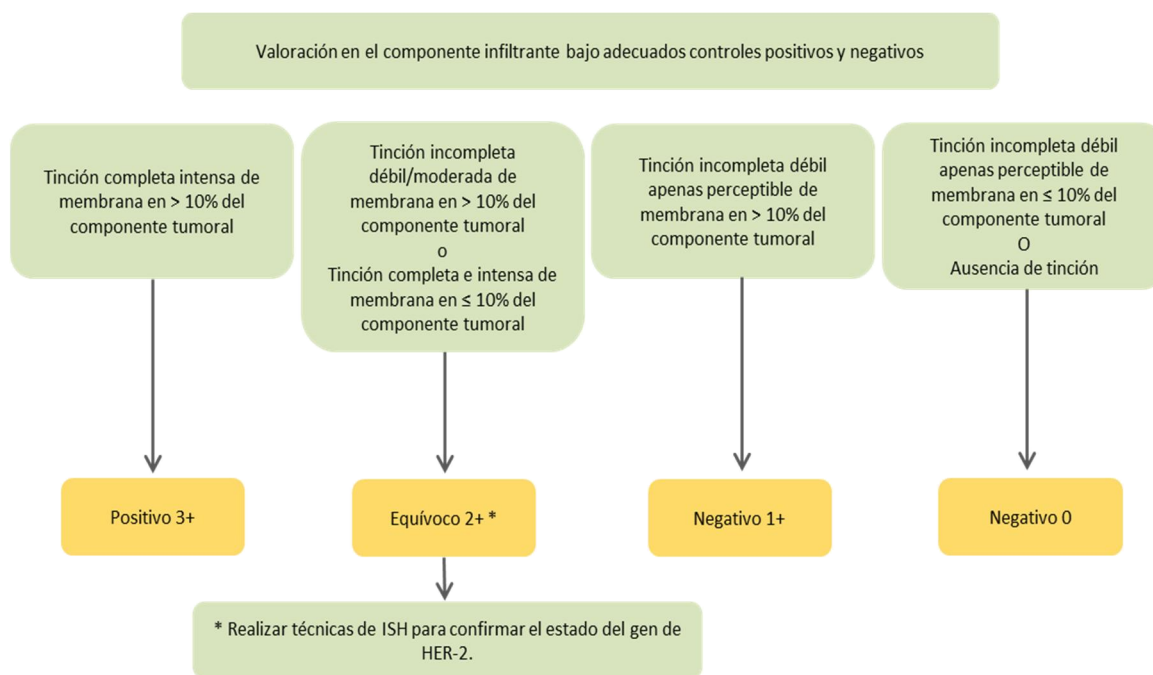 Valoración en el componente infiltrante bajo adecuados controles positivos y negativos
Tinción completa intensa de
membrana en > 10% del
componente tumoral
Tinción incompleta
débil/moderada de
membrana en > 10% del
componente tumoral
o
Tinción completa e intensa de
membrana en ≤ 10% del
componente tumoral
Tinción incompleta débil
apenas perceptible de
membrana en > 10% del
componente tumoral
Tinción incompleta débil
apenas perceptible de
membrana en ≤ 10% del
componente tumoral
O
Ausencia de tinción
Positivo 3+
Equívoco 2+ *
Negativo 1+
Negativo 0
* Realizar técnicas de ISH para confirmar el estado del gen de
HER-2.